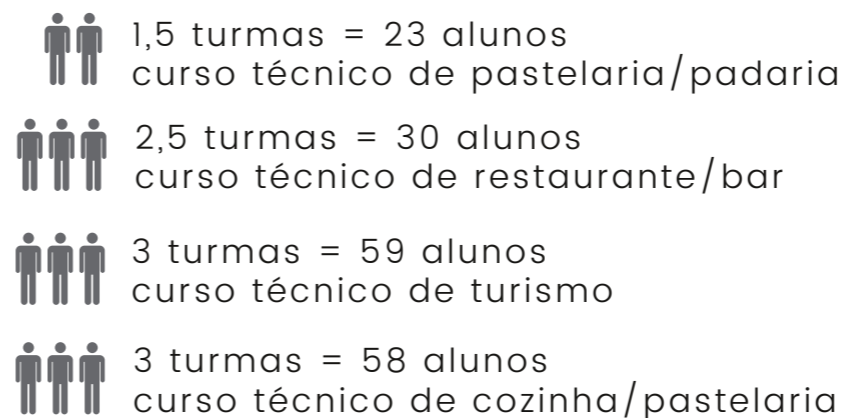 1,5 turmas = 23 alunos
curso técnico de pastelaria/padaria
2,5 turmas = 30 alunos
curso técnico de restaurante/bar
3 turmas = 59 alunos
curso técnico de turismo
3 turmas = 58 alunos
curso técnico de cozinha/pastelaria